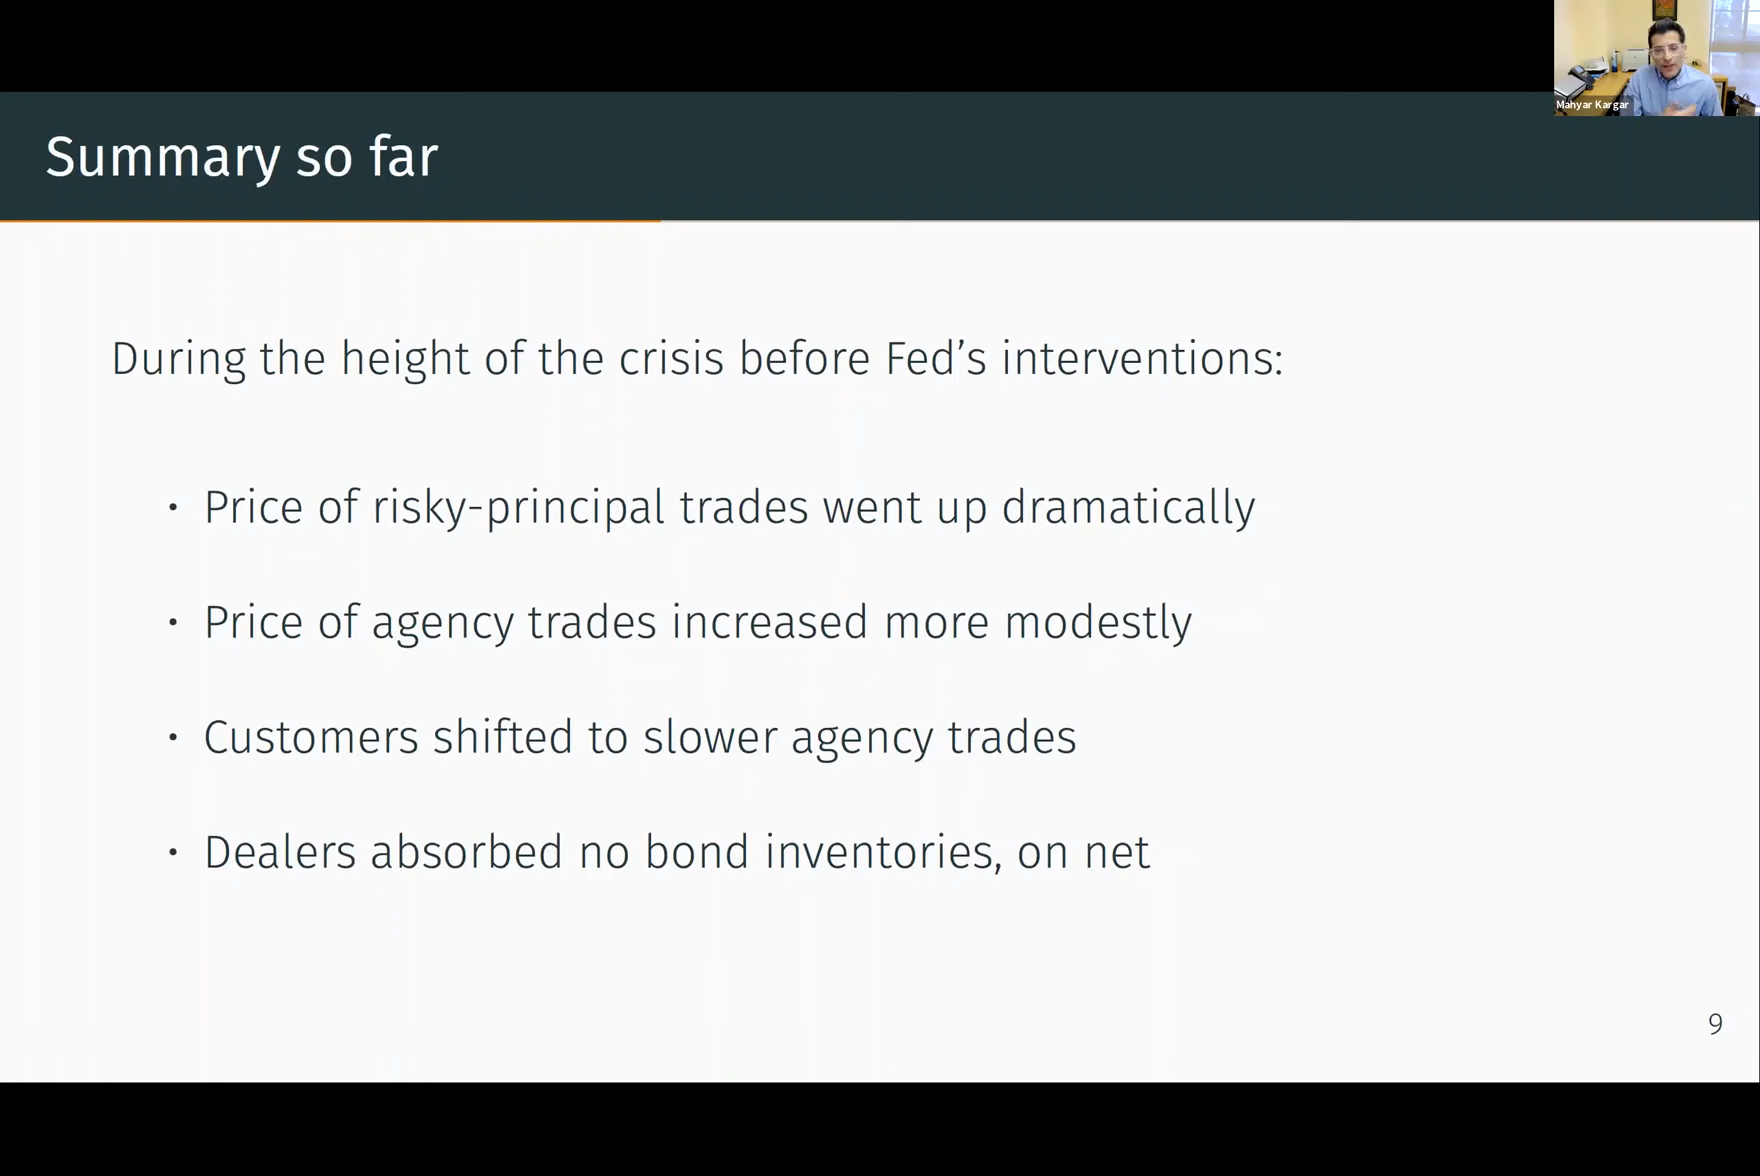 Mahyar Kargar
Summary so far
During the height of the crisis before Fed’s interventions:
• Price of risky-principal trades went up dramatically
• Price of agency trades increased more modestly
• Customers shifted to slower agency trades
• Dealers absorbed no bond inventories, on net
9